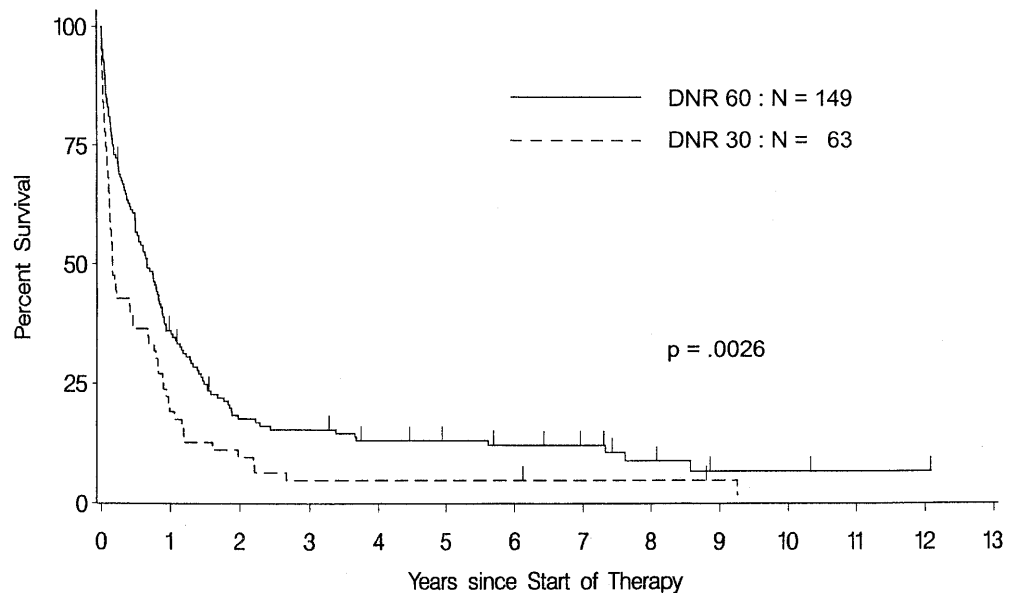 100
75
50
25
0
Percent Survival
DNR 60 : N = 149
DNR 30 : N = 63
p = .0026
0 1 2 3 4 5 6 7 8 9 10 11 12 13
Years since Start of Therapy